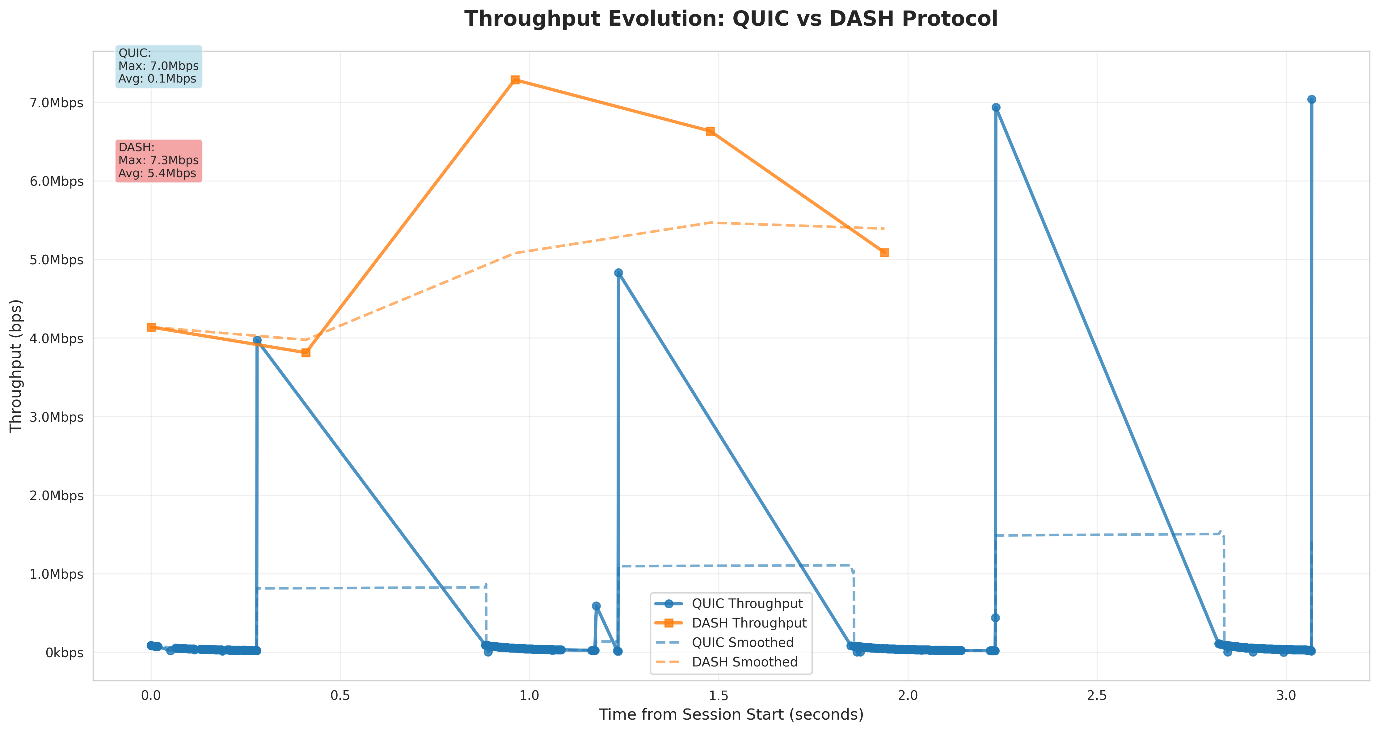 Throughput Evolution: QUIC vs DASH Protocol
QUIC:
Max: 7.0Mbps
Avg: 0.1Mbps
DASH:
Max: 7.3Mbps
Avg: 5.4Mbps
Throughput (bps)
7.0Mbps
6.0Mbps
5.0Mbps
4.0Mbps
3.0Mbps
2.0Mbps
1.0Mbps
0kbps
QUIC Throughput
DASH Throughput
QUIC Smoothed
DASH Smoothed
0.0 0.5 1.0 1.5 2.0 2.5 3.0
Time from Session Start (seconds)